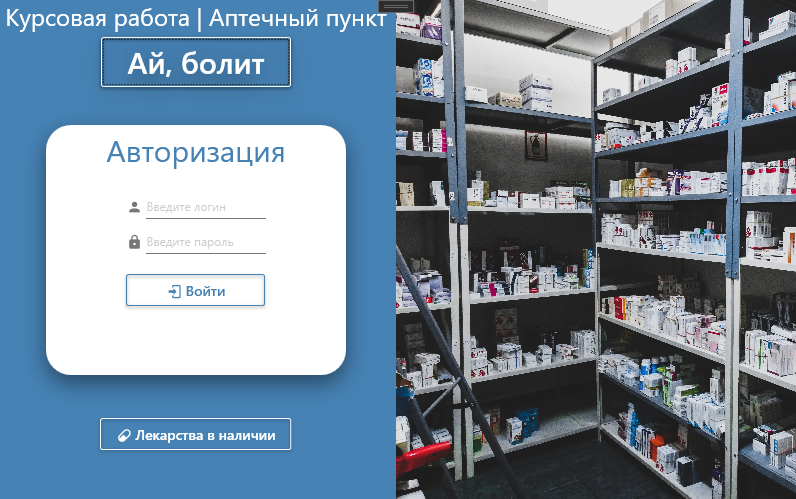 Курсовая работа | Аптечный пункт
Ай, болит
Авторизация
Введите логин
Введите пароль
Войти
Лекарства в наличии